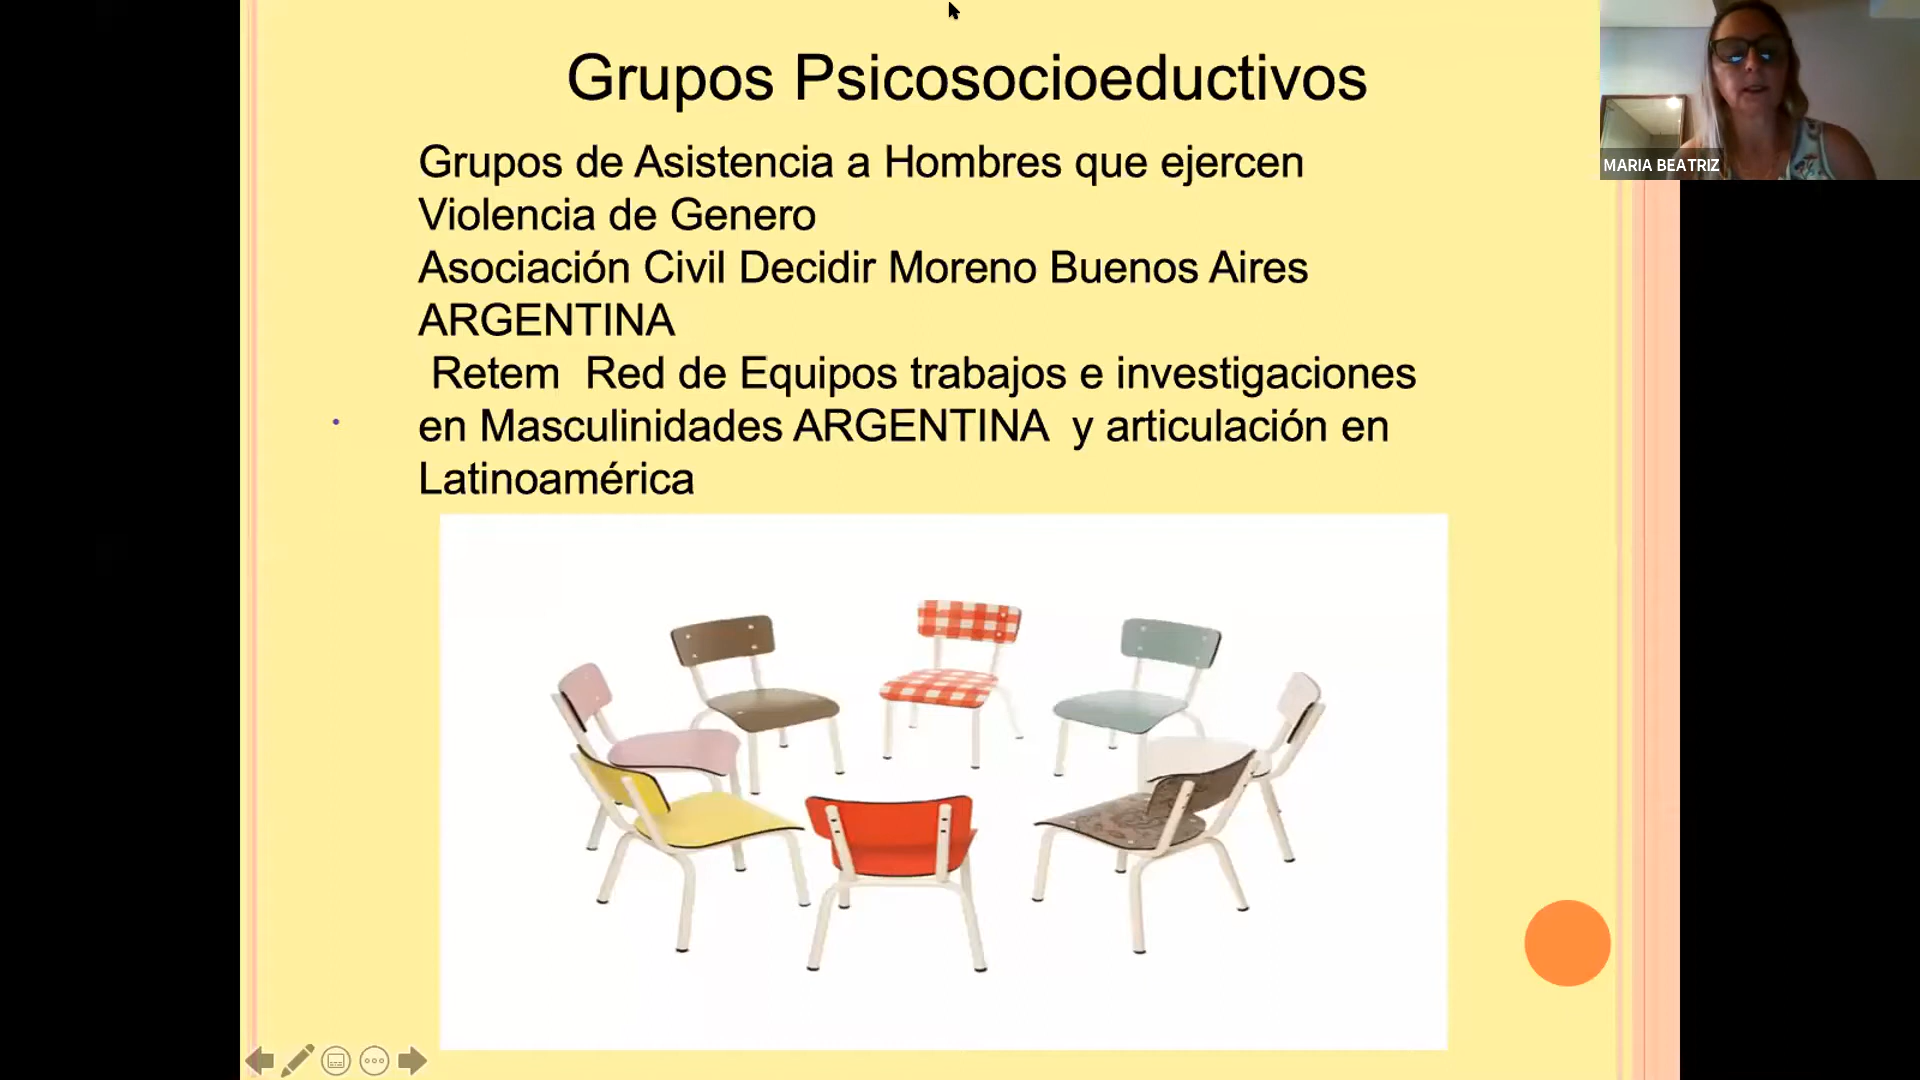 Grupos Psicosocioeductivos
Grupos de Asistencia a Hombres que ejercen
Violencia de Genero
Asociación Civil Decidir Moreno Buenos Aires
ARGENTINA
Retem Red de Equipos trabajos e investigaciones
en Masculinidades ARGENTINA y articulación en
Latinoamérica
MARIA BEATRIZ